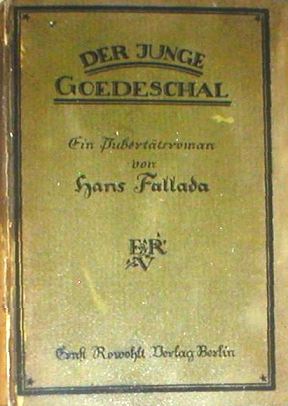 DER JUNGE
GOEDESCHAL
Ein Pubertätsroman
von
Hans Fallada
ERV
Ernst Rowohlt Verlag Berlin